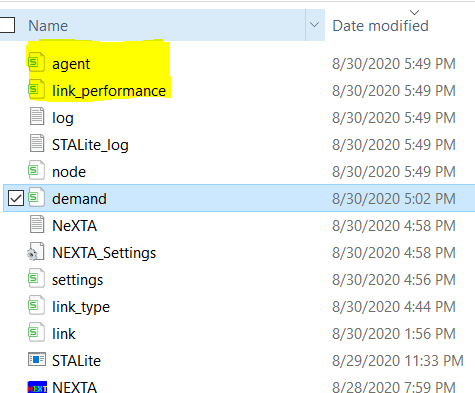 Name Date modified
agent 8/30/2020 5:49 PM
link_performance 8/30/2020 5:49 PM
log 8/30/2020 5:49 PM
STALite_log 8/30/2020 5:49 PM
node 8/30/2020 5:49 PM
demand 8/30/2020 5:02 PM
NeXTA 8/30/2020 4:58 PM
NEXTA_Settings 8/30/2020 4:58 PM
settings 8/30/2020 4:56 PM
link_type 8/30/2020 4:44 PM
link 8/30/2020 1:56 PM
STALite 8/29/2020 11:33 PM
NEXTA 8/28/2020 7:59 PM